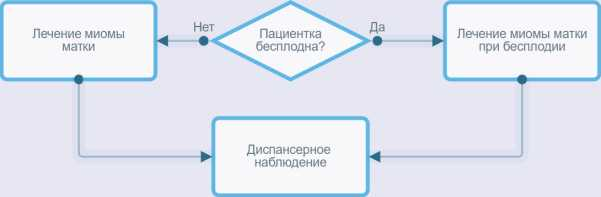 Лечение миомы
матки
Нет
Пациентка
бесплодна?
Да
Лечение миомы матки
при бесплодии
Диспансерное
наблюдение